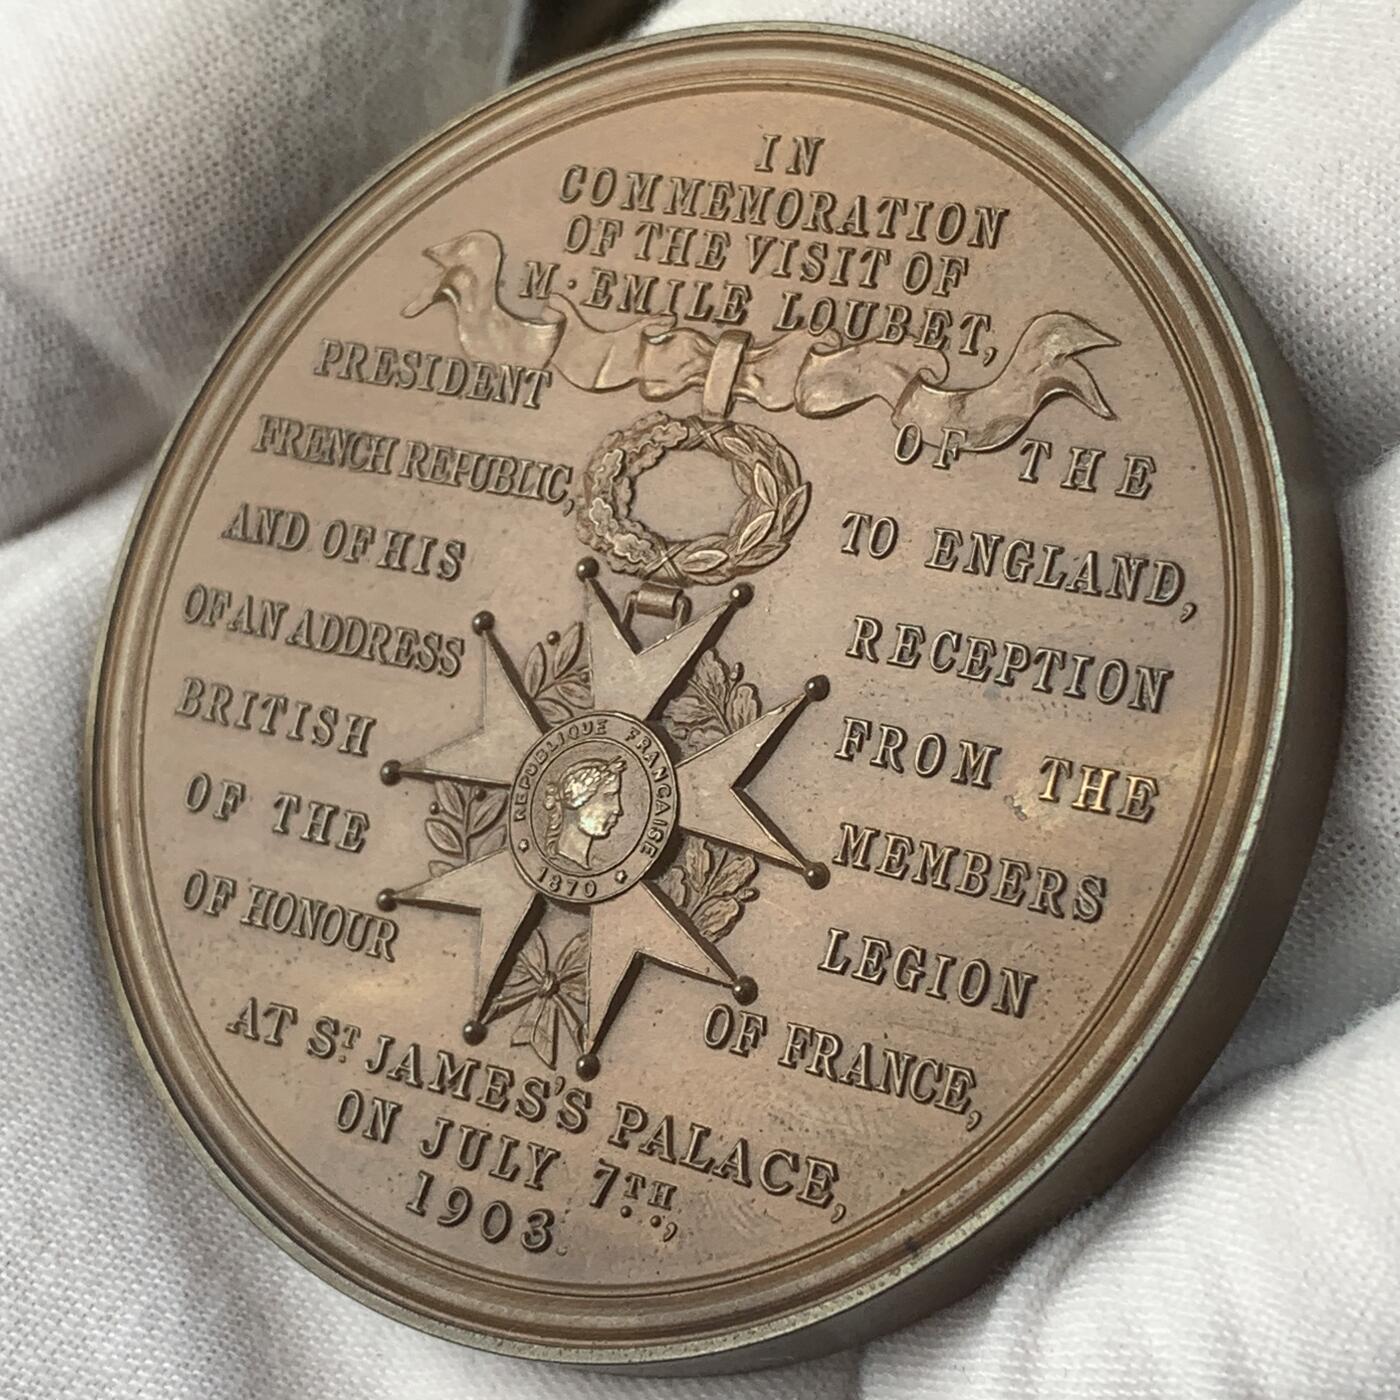 IN
COMMEMORATION
OF THE VISIT OF
M. EMILE LOUBET,
PRESIDENT OF THE
FRENCH REPUBLIC, TO ENGLAND,
AND OF HIS RECEPTION
OF AN ADDRESS FROM THE
BRITISH MEMBERS
OF THE LEGION
OF HONOUR OF FRANCE,
AT ST JAMES'S PALACE,
ON JULY 7TH,
1903.
REPUBLIQUE FRANCAISE
1870